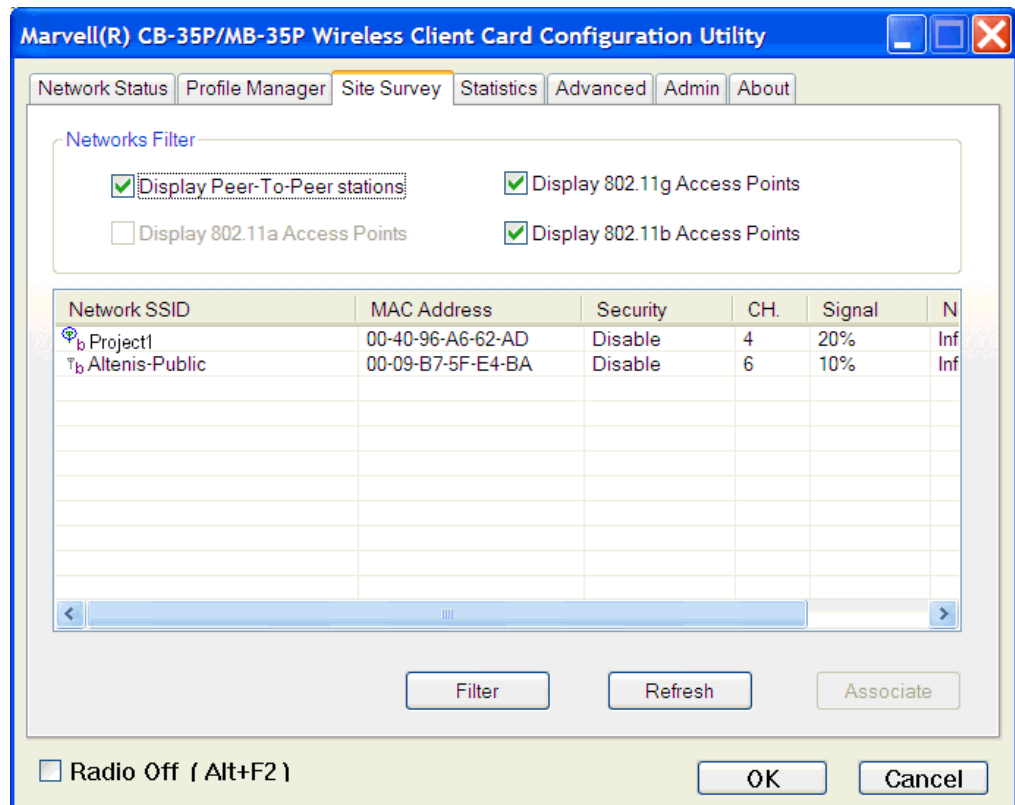 Marvell(R) CB-35P/MB-35P Wireless Client Card Configuration Utility
Network Status Profile Manager Site Survey Statistics Advanced Admin About
Networks Filter
Display Peer-To-Peer stations Display 802.11g Access Points
Display 802.11a Access Points Display 802.11b Access Points
Network SSID MAC Address Security CH. Signal N
b Project1 00-40-96-A6-62-AD Disable 4 20% Inf
b Altenis-Public 00-09-B7-5F-E4-BA Disable 6 10% Inf
Filter Refresh Associate
Radio Off (Alt+F2)
OK Cancel